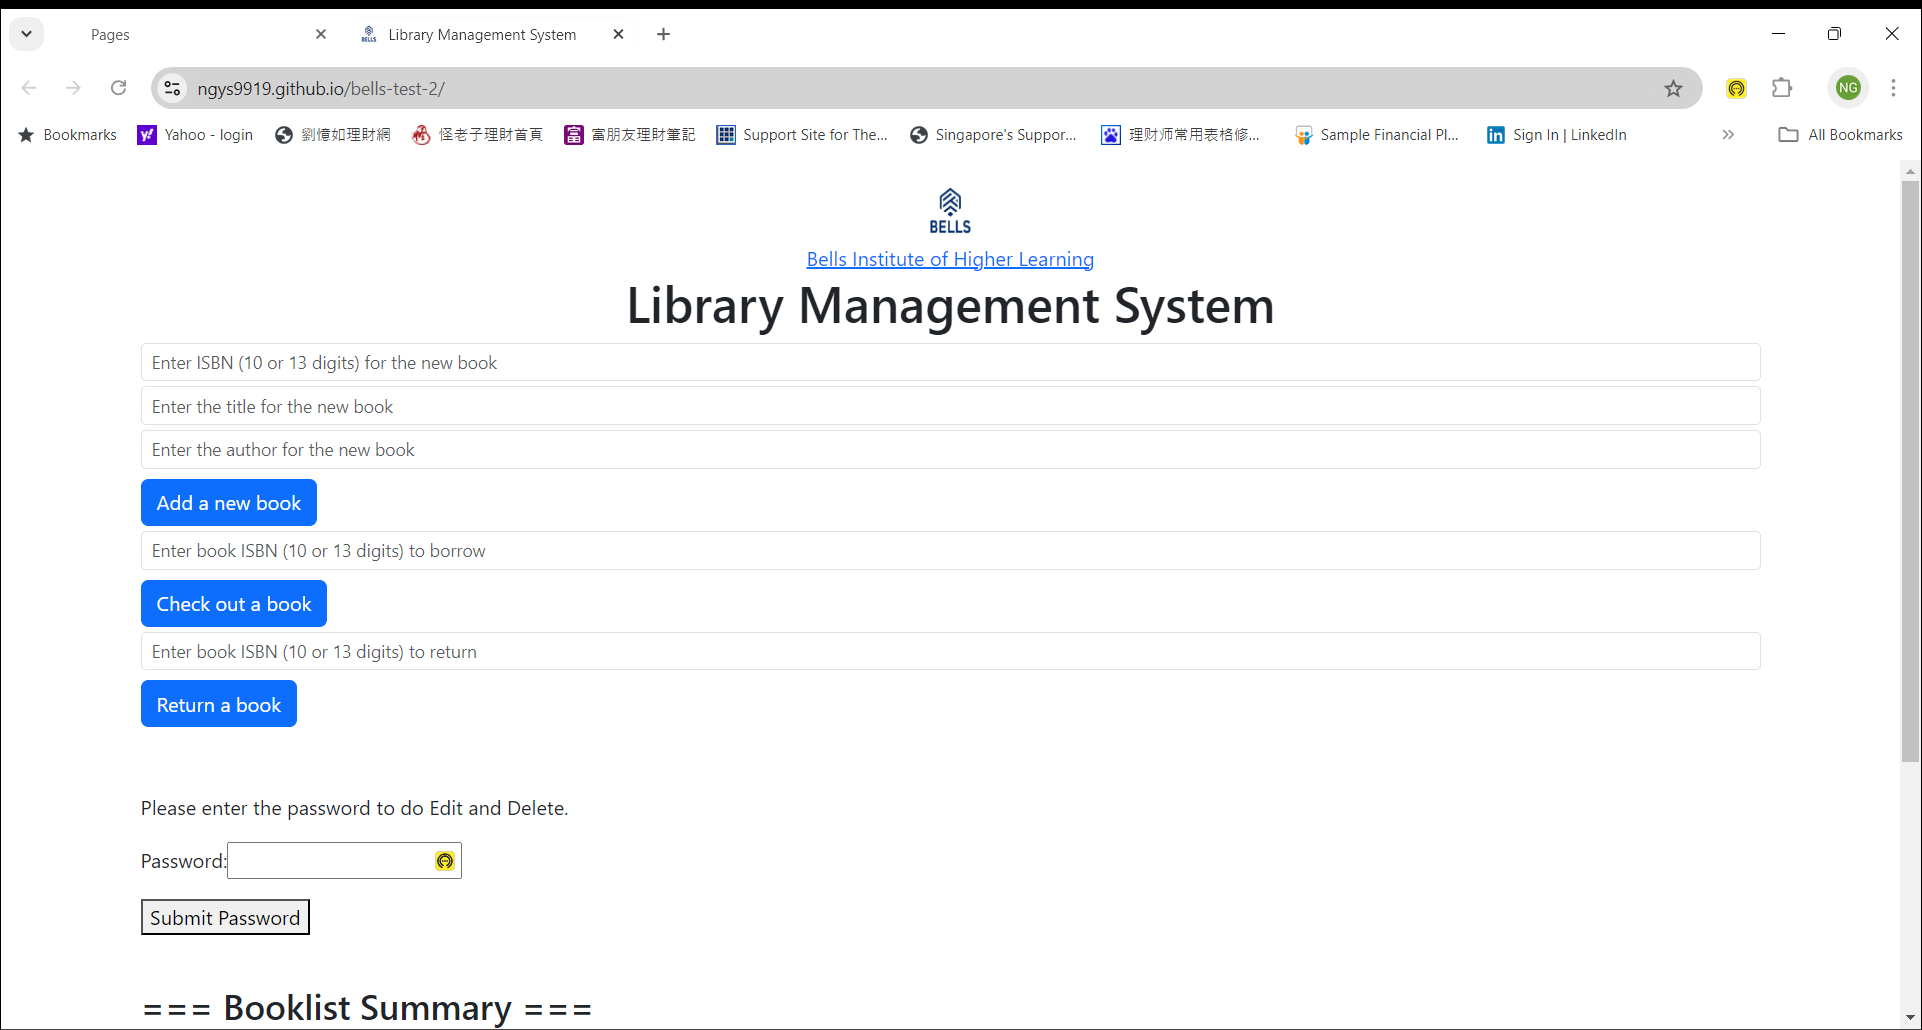 Pages
Library Management System
ngys9919.github.io/bells-test-2/
NG
Bookmarks
Yahoo - login
劉憶如理財網
怪老子理財首頁
富朋友理財筆記
Support Site for The...
Singapore's Suppor...
理财师常用表格修...
Sample Financial Pl...
Sign In | LinkedIn
All Bookmarks
BELLS
Bells Institute of Higher Learning
Library Management System
Enter ISBN (10 or 13 digits) for the new book
Enter the title for the new book
Enter the author for the new book
Add a new book
Enter book ISBN (10 or 13 digits) to borrow
Check out a book
Enter book ISBN (10 or 13 digits) to return
Return a book
Please enter the password to do Edit and Delete.
Password:
Submit Password
=== Booklist Summary ===